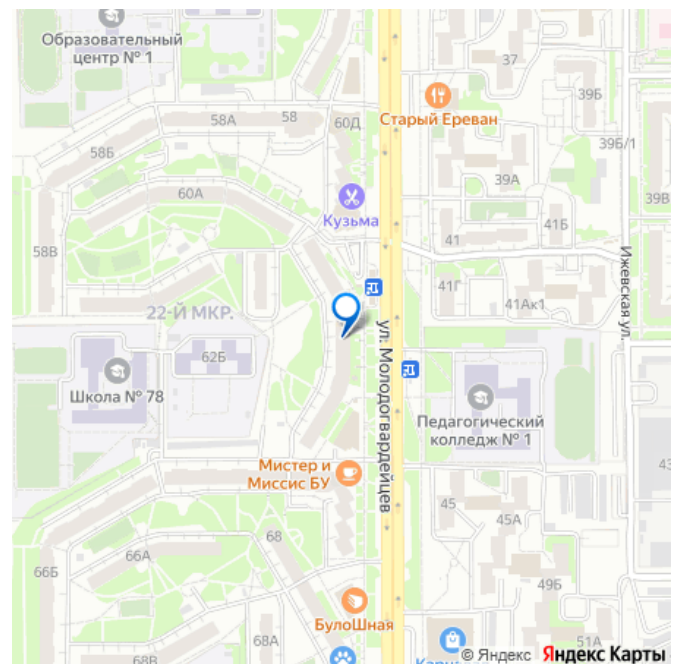 Образовательный
центр № 1
37
58А
58
60Д
Старый Ереван
39Б
58Б
39Б/1
39А
60А
39В
Кузьма
41Б
58В
41
Ижевская ул.
41Г
41Ак1
22-Й МКР.
ул. Молодогвардейцев
62Б
Школа № 78
Педагогический
колледж № 1
Мистер и
Миссис БУ
43
45
45А
68
66А
66Б
49Б
БулоШная
68А
51А
68В
© Яндекс Яндекс Карты